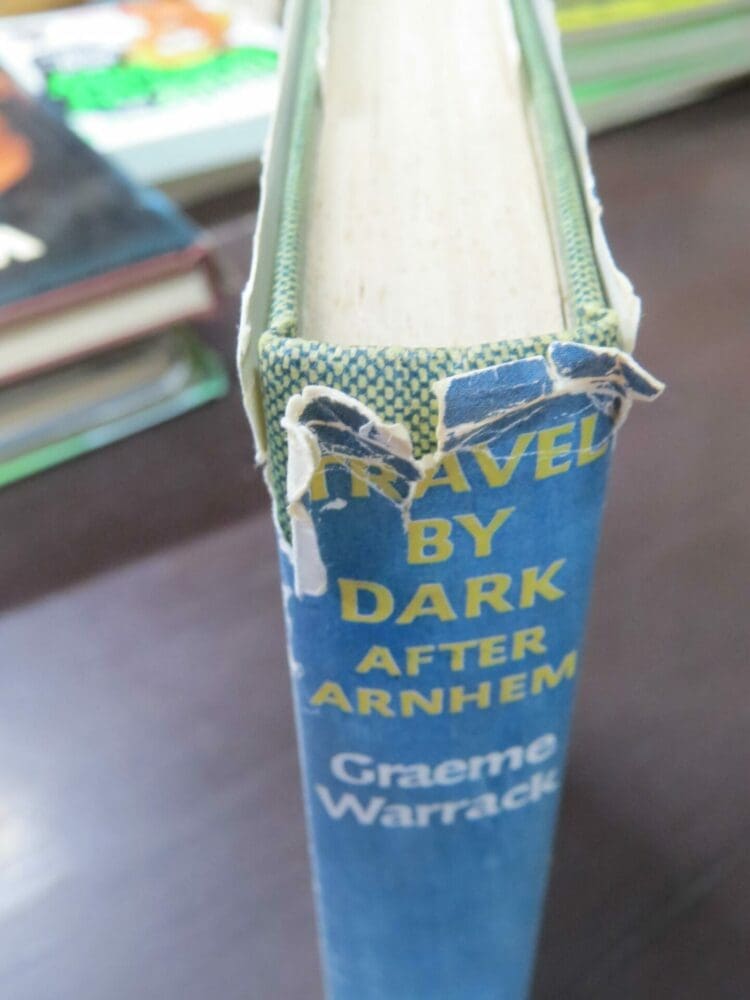 TRAVEL
BY
DARK
AFTER
ARNHEM
Graeme
Warrack